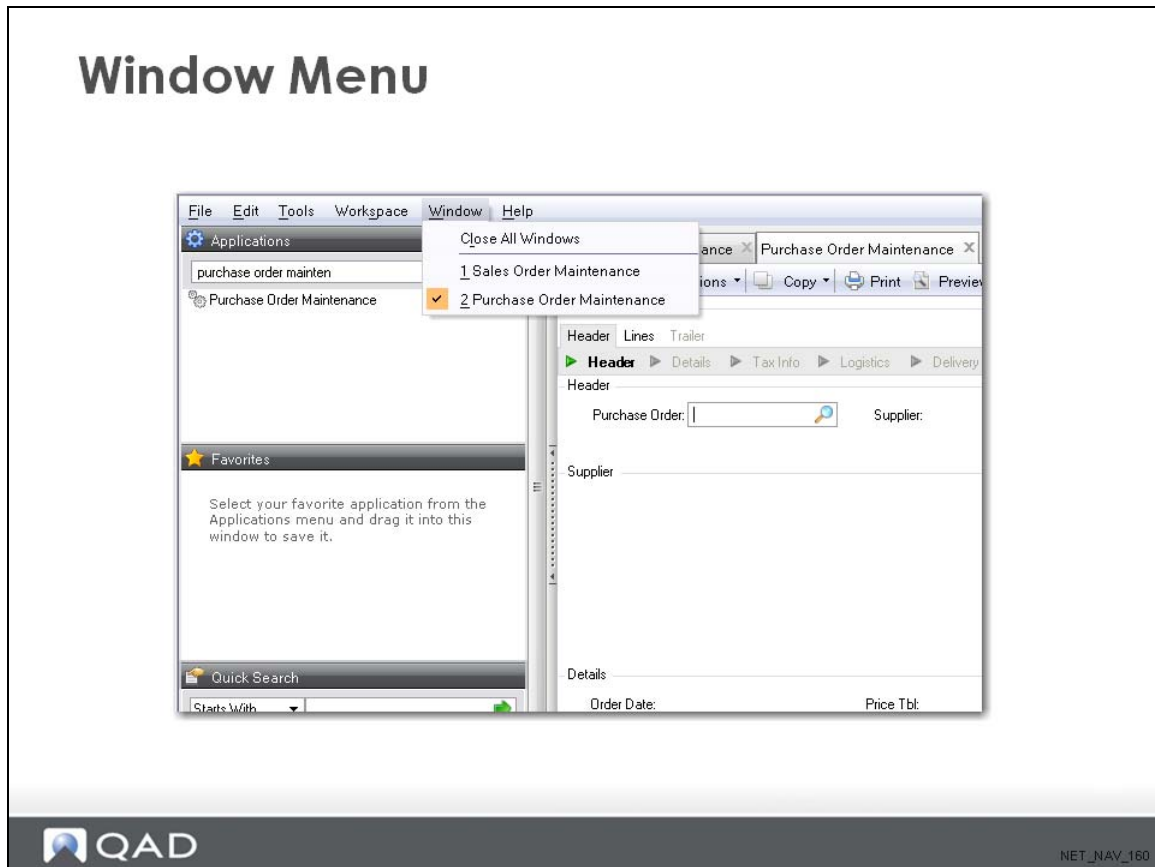 Window Menu
File Edit Tools Workspace Window Help
Applications
Close All Windows
ance Purchase Order Maintenance
purchase order mainten
1 Sales Order Maintenance
ions Copy Print Preview
Purchase Order Maintenance
2 Purchase Order Maintenance
Header Lines Trailer
Header Details Tax Info Logistics Delivery
Header
Purchase Order: Supplier:
Favorites
Supplier
Select your favorite application from the
Applications menu and drag it into this
window to save it.
Quick Search
Details
Starts With
Order Date: Price Tbl:
QAD
NET_NAV_160